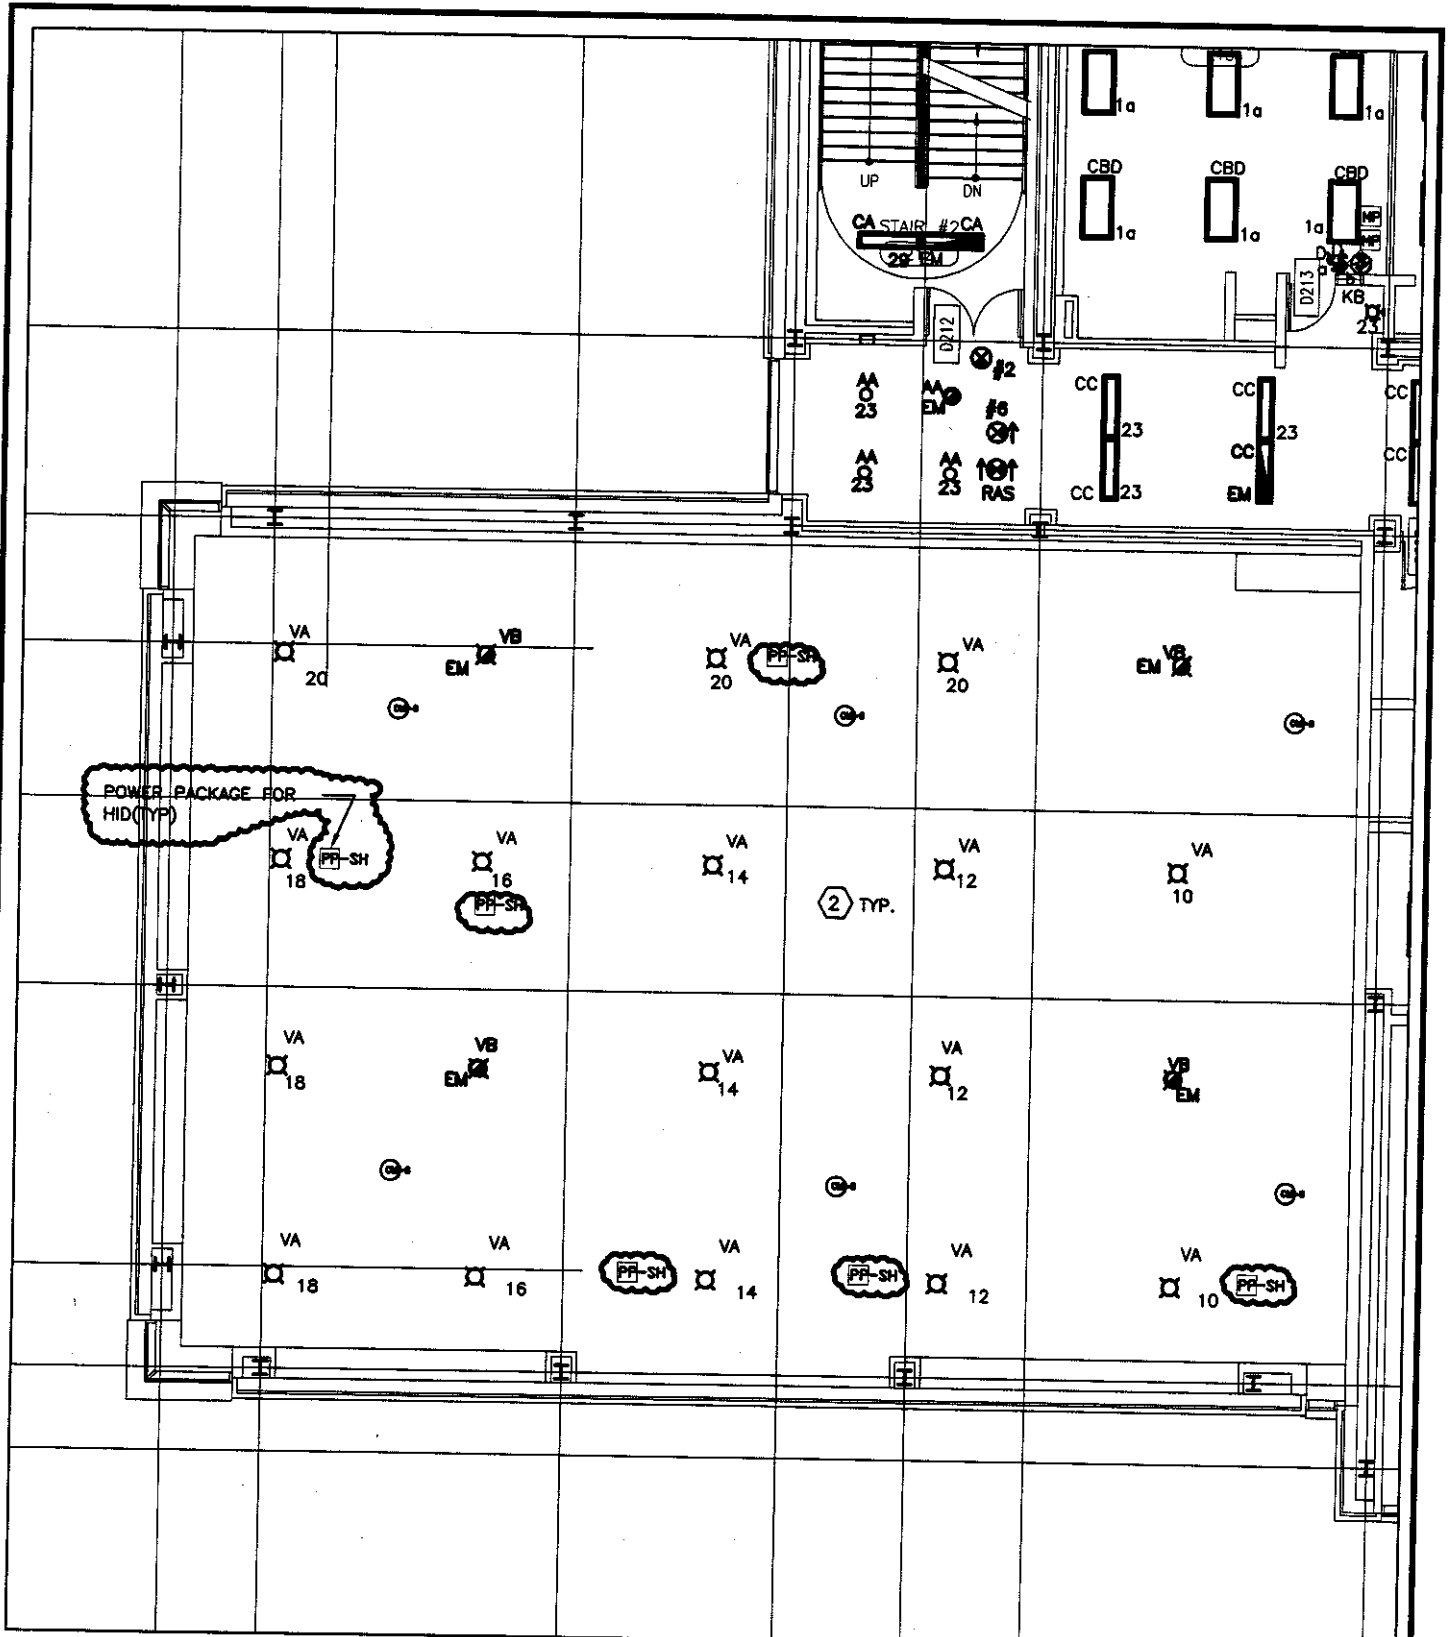 1a 1a 1a
UP DN
CBD CBD CBD
1a 1a 1a
MP
MP
CA STAIR #2 CA
29 EM
D212
D213
KB
23
#2
AA AA
23 EM
#6
CC CC CC
23 23
AA AA
23 23
RAS
CC CC
CC 23 EM
VA VB VA PP-SH VA VB
20 EM 20 20 EM
POWER PACKAGE FOR
HID(TYP)
VA VA VA VA VA
18 PP-SH 16 14 12 10
PP-SH
2 TYP.
VA VB VA VA VB
18 EM 14 12 EM
VA VA VA VA VA
18 16 PP-SH 14 PP-SH 12 10 PP-SH